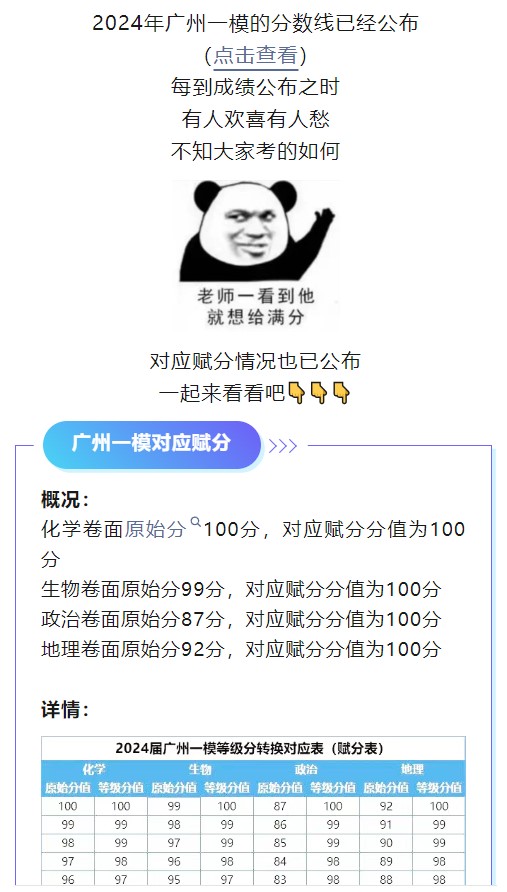 2024年广州一模的分数线已经公布
（点击查看）
每到成绩公布之时
有人欢喜有人愁
不知大家考的如何
老师一看到他
就想给满分
对应赋分情况也已公布
一起来看看吧👇👇👇
广州一模对应赋分
概况：
化学卷面原始分100分，对应赋分分值为100
分
生物卷面原始分99分，对应赋分分值为100分
政治卷面原始分87分，对应赋分分值为100分
地理卷面原始分92分，对应赋分分值为100分
详情：
2024届广州一模等级分转换对应表（赋分表）
化学 生物 政治 地理
原始分值 等级分值 原始分值 等级分值 原始分值 等级分值 原始分值 等级分值
100 100 99 100 87 100 92 100
99 99 98 99 86 99 91 99
98 99 97 99 85 99 90 99
97 98 96 98 84 98 89 98
96 97 95 97 83 98 88 98